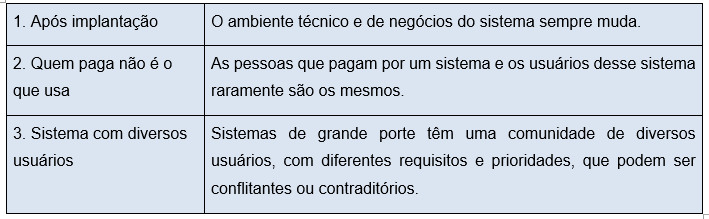 1. Após implantação
O ambiente técnico e de negócios do sistema sempre muda.
2. Quem paga não é o
que usa
As pessoas que pagam por um sistema e os usuários desse sistema
raramente são os mesmos.
3. Sistema com diversos
usuários
Sistemas de grande porte têm uma comunidade de diversos
usuários, com diferentes requisitos e prioridades, que podem ser
conflitantes ou contraditórios.